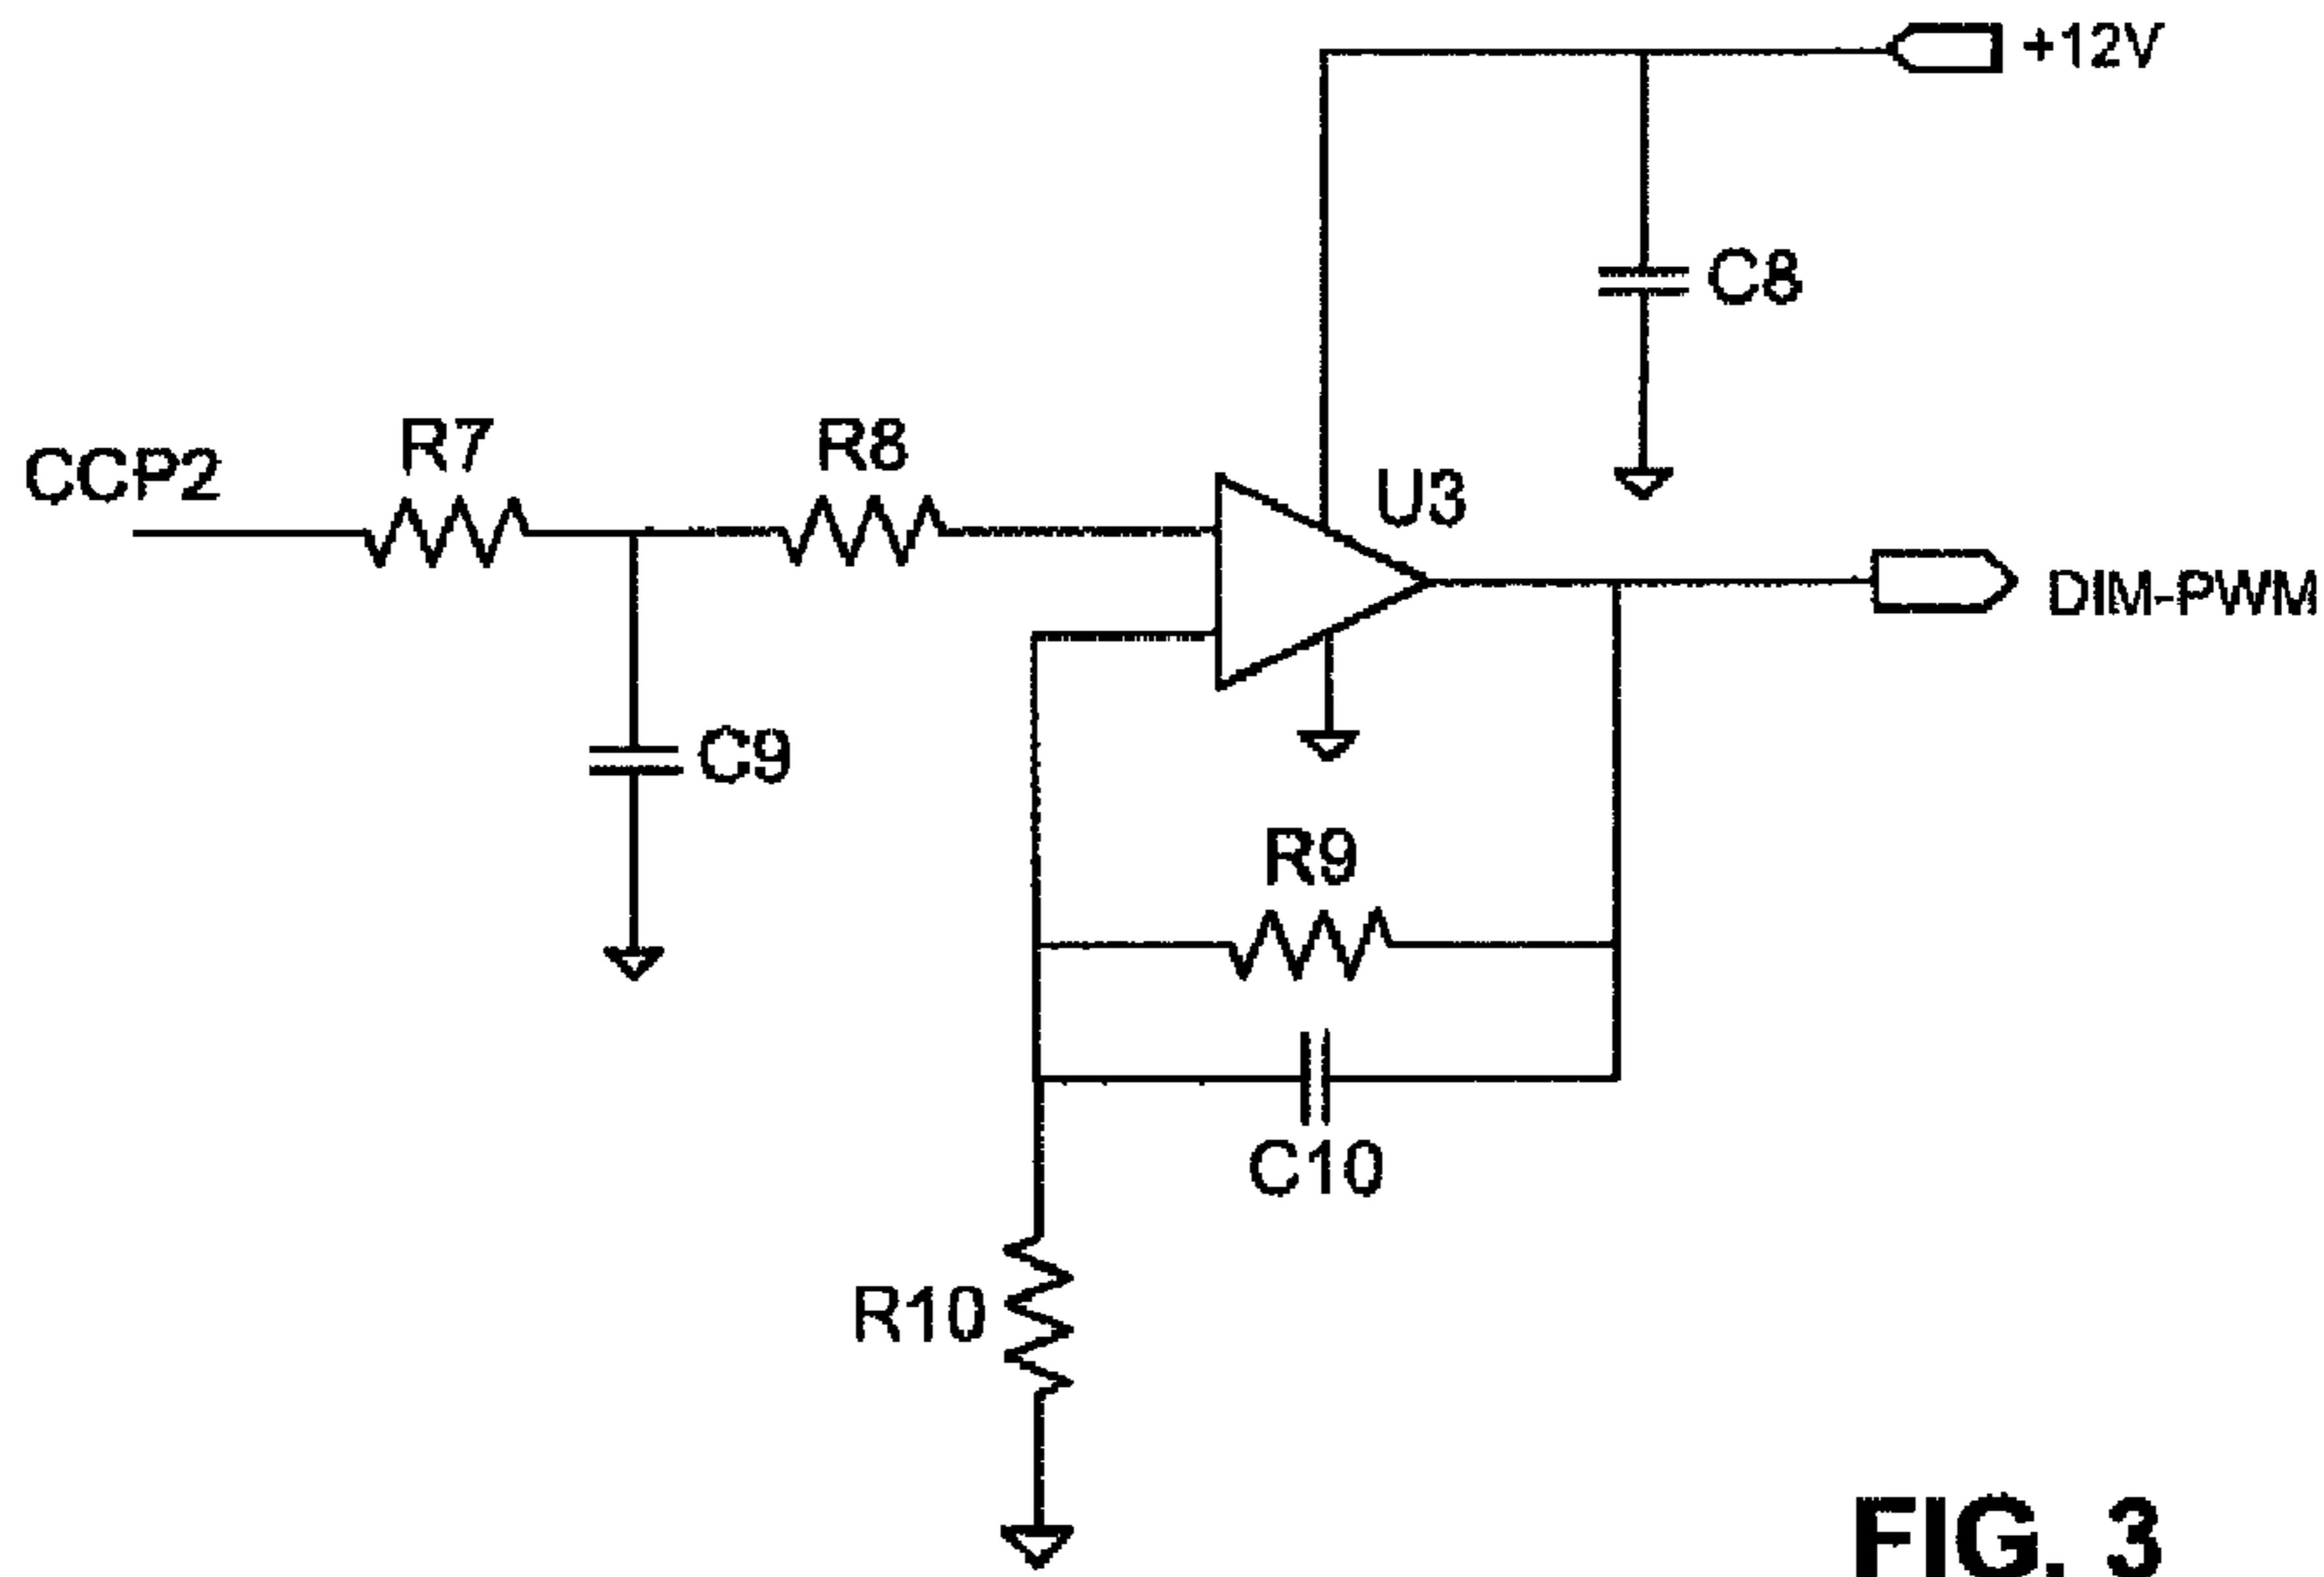 +12V
C8
R7
R8
CCP2
U3
DIM-PWM
C9
R9
C10
R10
FIG. 3